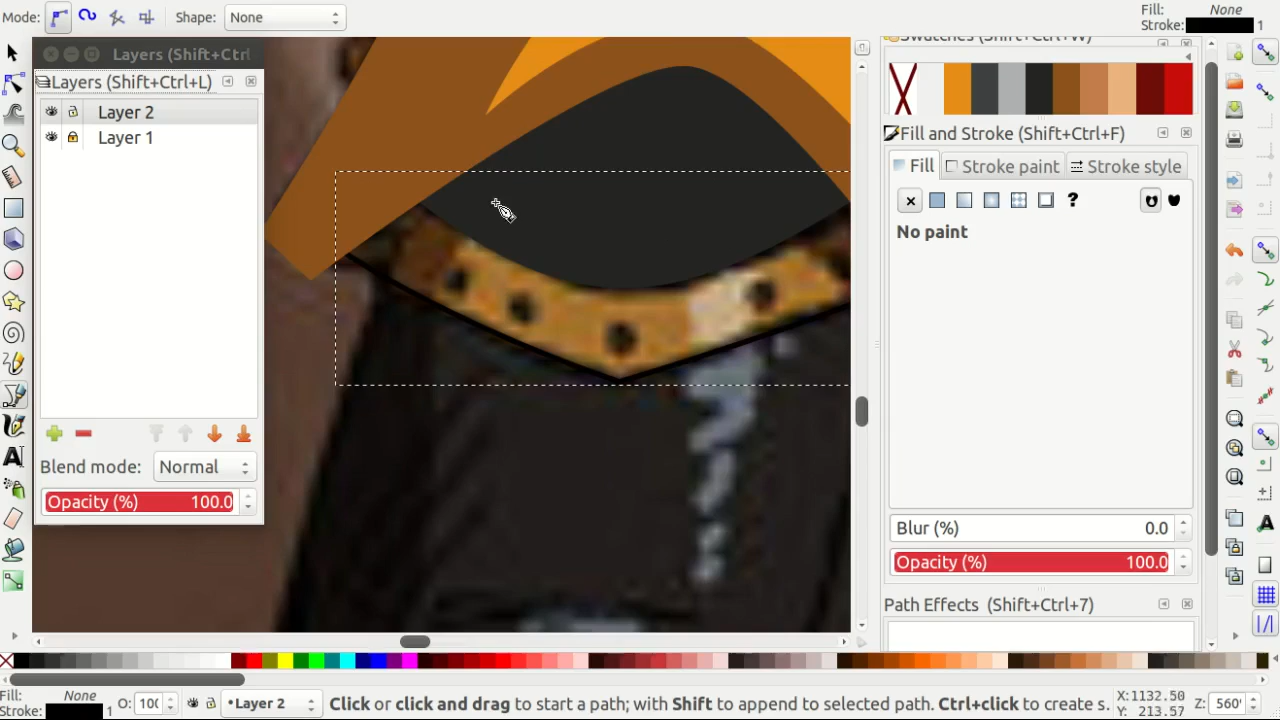 Mode:
Shape: None
Fill: None
Stroke: 1
Layers (Shift+Ctrl
Layers (Shift+Ctrl+L)
Layer 2
Layer 1
Blend mode: Normal
Opacity (%) 100.0
Swatches (Shift+Ctrl+W)
Fill and Stroke (Shift+Ctrl+F)
Fill Stroke paint Stroke style
?
No paint
Blur (%) 0.0
Opacity (%) 100.0
Path Effects (Shift+Ctrl+7)
Fill: None
Stroke: 1
O: 100
•Layer 2
Click or click and drag to start a path; with Shift to append to selected path. Ctrl+click to create s.
X:1132.50
Y: 213.57
Z: 560